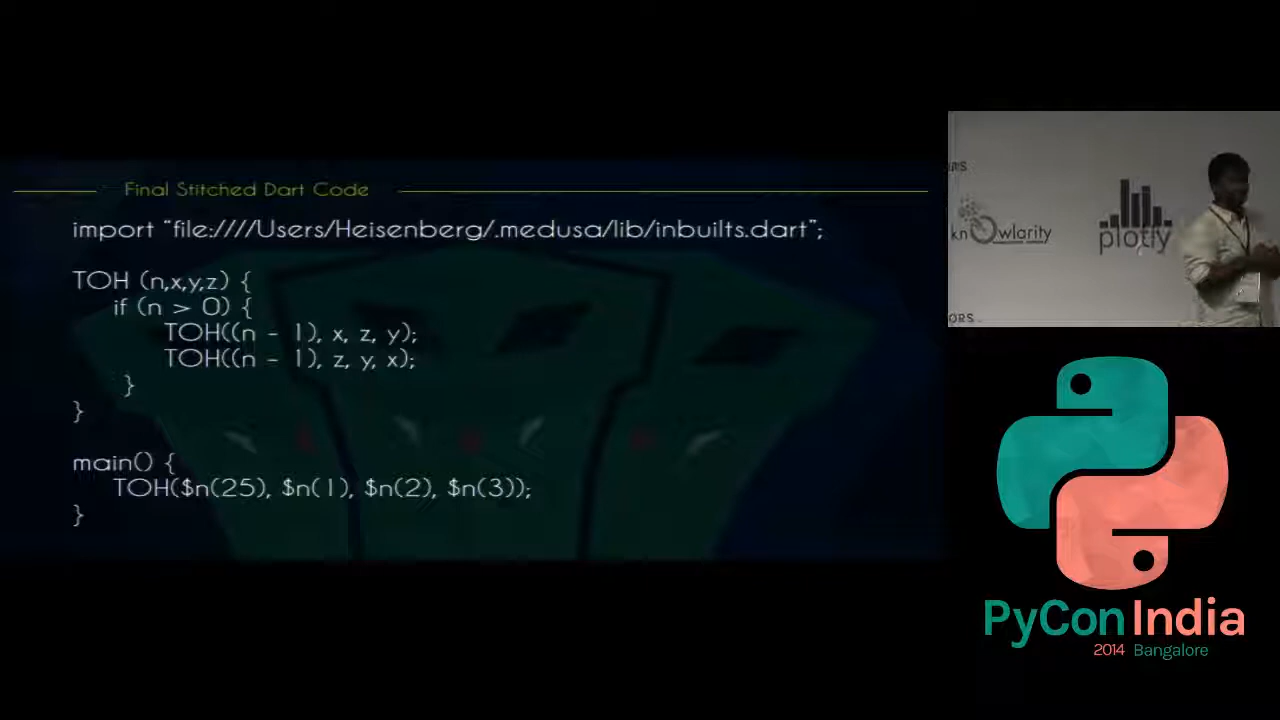 Final Stitched Dart Code
import "file:////Users/Heisenberg/.medusa/lib/inbuilts.dart";
TOH (n,x,y,z) {
if (n > 0) {
TOH((n - 1), x, z, y);
TOH((n - 1), z, y, x);
}
}
main() {
TOH($n(25), $n(1), $n(2), $n(3));
}
knOwlarity
plotly
ORS
PyCon India
2014 Bangalore